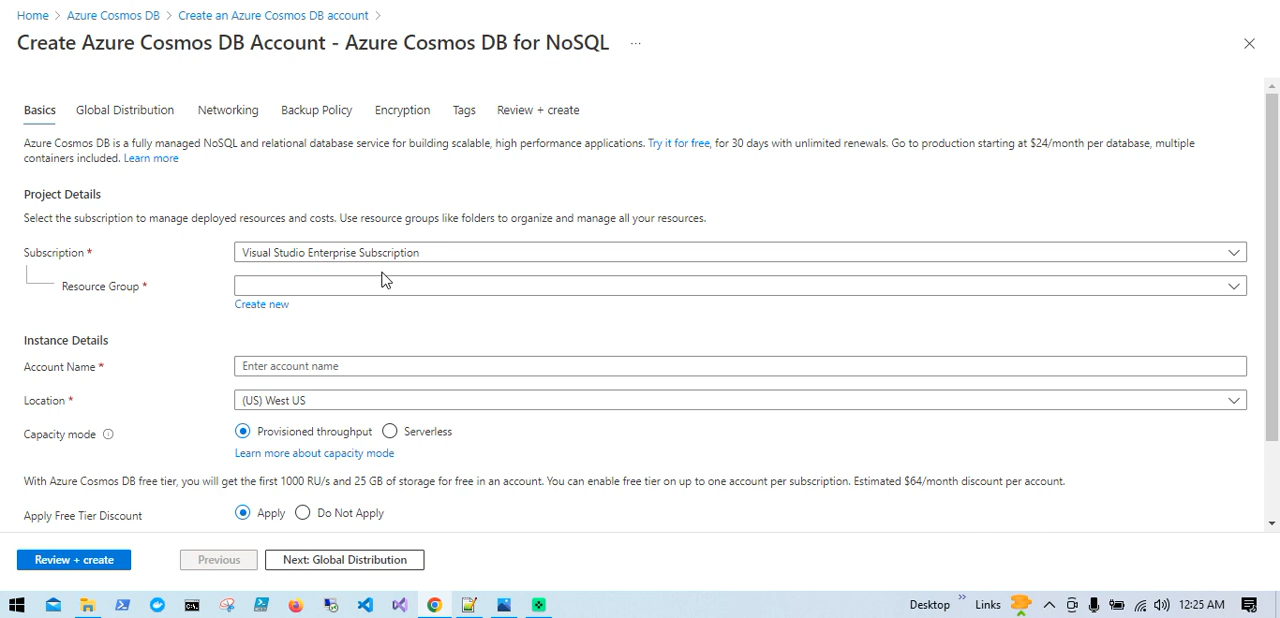 Home > Azure Cosmos DB > Create an Azure Cosmos DB account >
Create Azure Cosmos DB Account - Azure Cosmos DB for NoSQL ...
Basics Global Distribution Networking Backup Policy Encryption Tags Review + create
Azure Cosmos DB is a fully managed NoSQL and relational database service for building scalable, high performance applications. Try it for free, for 30 days with unlimited renewals. Go to production starting at $24/month per database, multiple
containers included. Learn more
Project Details
Select the subscription to manage deployed resources and costs. Use resource groups like folders to organize and manage all your resources.
Subscription * Visual Studio Enterprise Subscription
Resource Group *
Create new
Instance Details
Account Name * Enter account name
Location * (US) West US
Capacity mode Provisioned throughput Serverless
Learn more about capacity mode
With Azure Cosmos DB free tier, you will get the first 1000 RU/s and 25 GB of storage for free in an account. You can enable free tier on up to one account per subscription. Estimated $64/month discount per account.
Apply Free Tier Discount Apply Do Not Apply
Review + create Previous Next: Global Distribution
Desktop » Links 12:25 AM